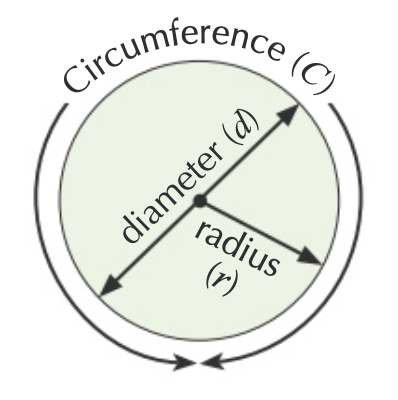 Circumference (C)
diameter (d)
radius
(r)